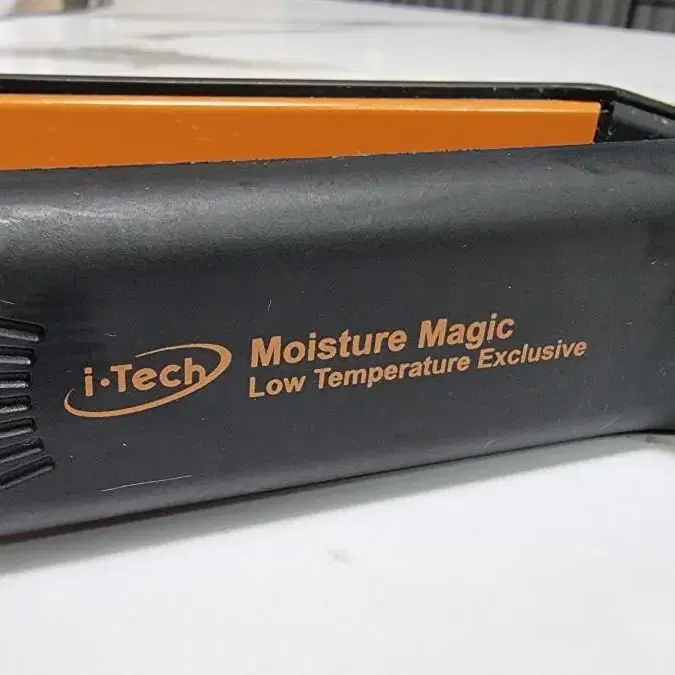 i·Tech
Moisture Magic
Low Temperature Exclusive